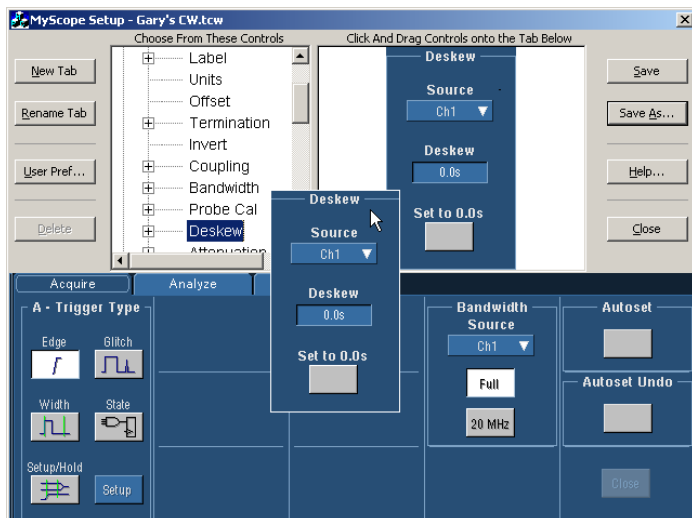 MyScope Setup - Gary's CW.tcw
Choose From These Controls
Click And Drag Controls onto the Tab Below
New Tab
Rename Tab
User Pref...
Delete
Label
Units
Offset
Termination
Invert
Coupling
Bandwidth
Probe Cal
Deskew
Attenuation
Deskew
Source
Ch1
Deskew
0.0s
Set to 0.0s
Save
Save As...
Help...
Close
Deskew
Source
Ch1
Deskew
0.0s
Set to 0.0s
Acquire
Analyze
A - Trigger Type
Edge
Glitch
Width
State
Setup/Hold
Setup
Bandwidth
Source
Ch1
Full
20 MHz
Autoset
Autoset Undo
Close